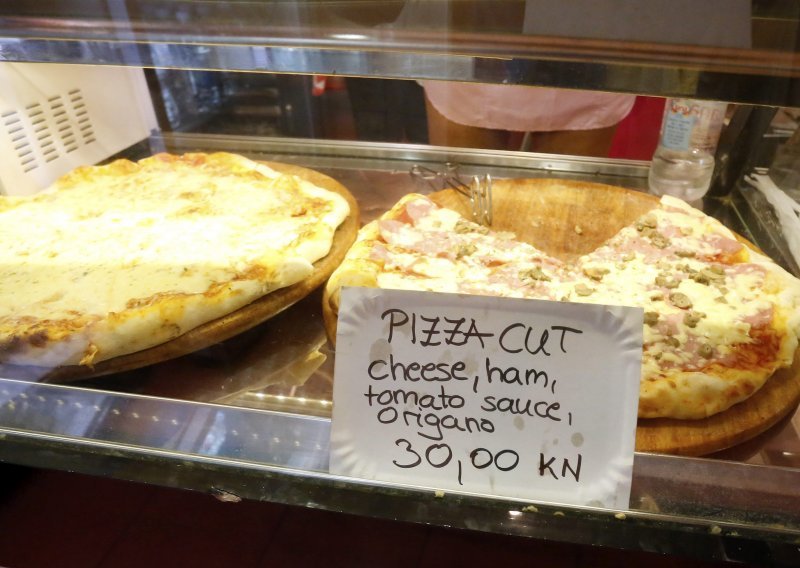 PIZZA CUT
cheese, ham,
tomato sauce,
origano
30,00 KN